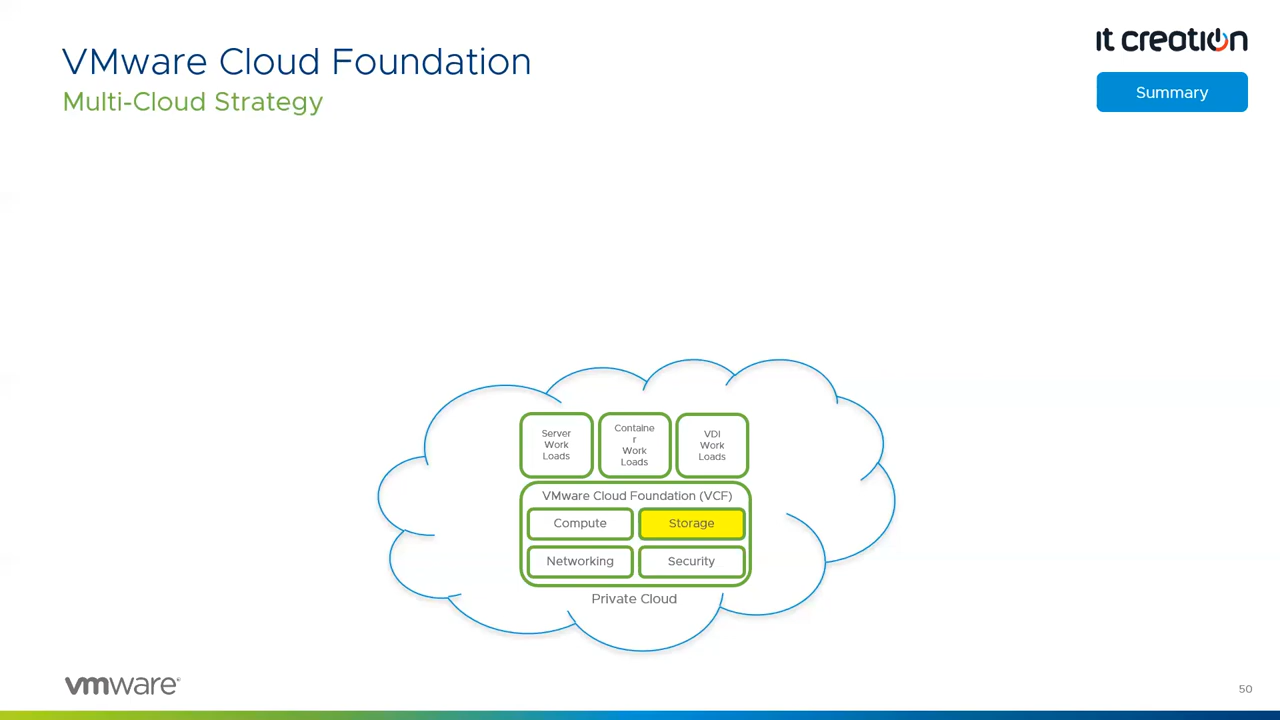 VMware Cloud Foundation
Multi-Cloud Strategy
it creation
Summary
Server
Work
Loads
Containe
r
Work
Loads
VDI
Work
Loads
VMware Cloud Foundation (VCF)
Compute
Storage
Networking
Security
Private Cloud
vmware®
50